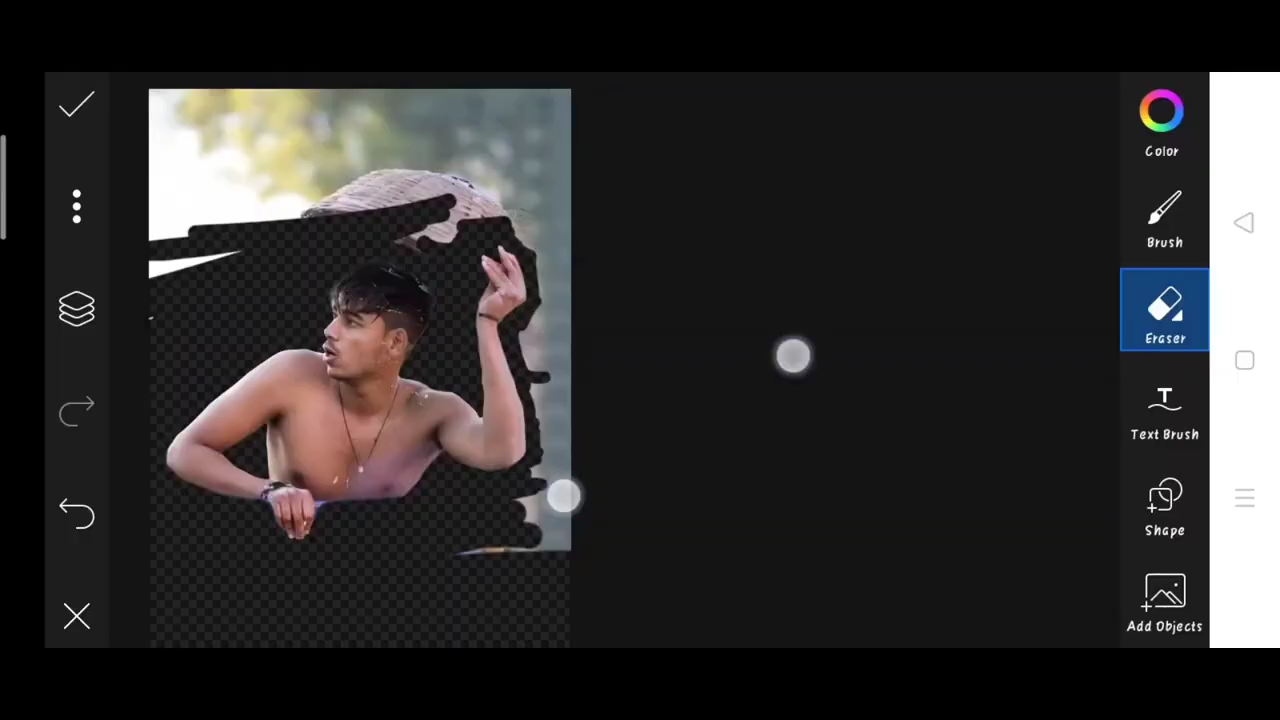 Color
Brush
Eraser
Text Brush
Shape
Add Objects